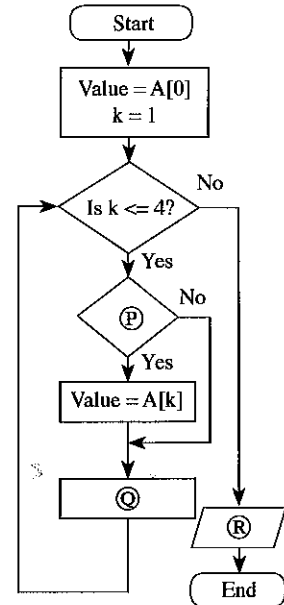 Start
Value = A[0]
k = 1
Is k <= 4?
No
Yes
P
No
Yes
Value = A[k]
Q
R
End